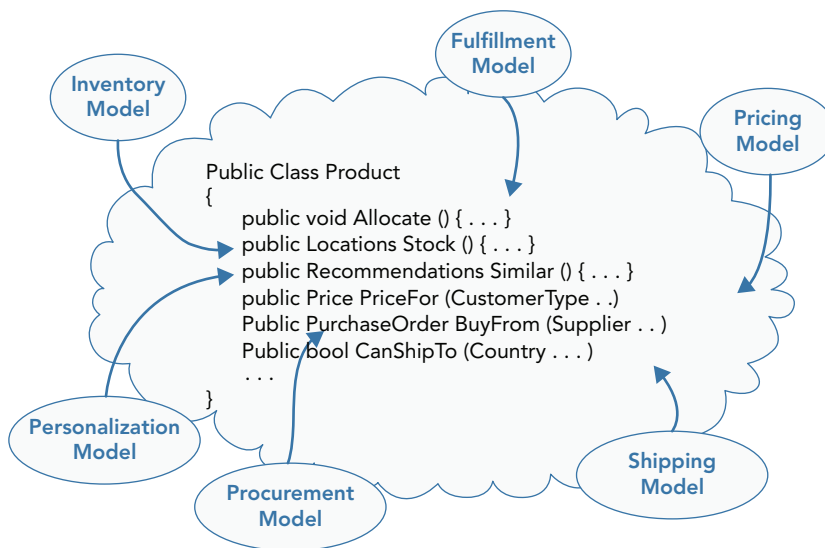 Fulfillment
Model
Inventory
Model
Pricing
Model
Public Class Product
{
public void Allocate () { . . . }
public Locations Stock () { . . . }
public Recommendations Similar () { . . . }
public Price PriceFor (CustomerType . .)
Public PurchaseOrder BuyFrom (Supplier . . )
Public bool CanShipTo (Country . . . )
. . .
}
Personalization
Model
Shipping
Model
Procurement
Model